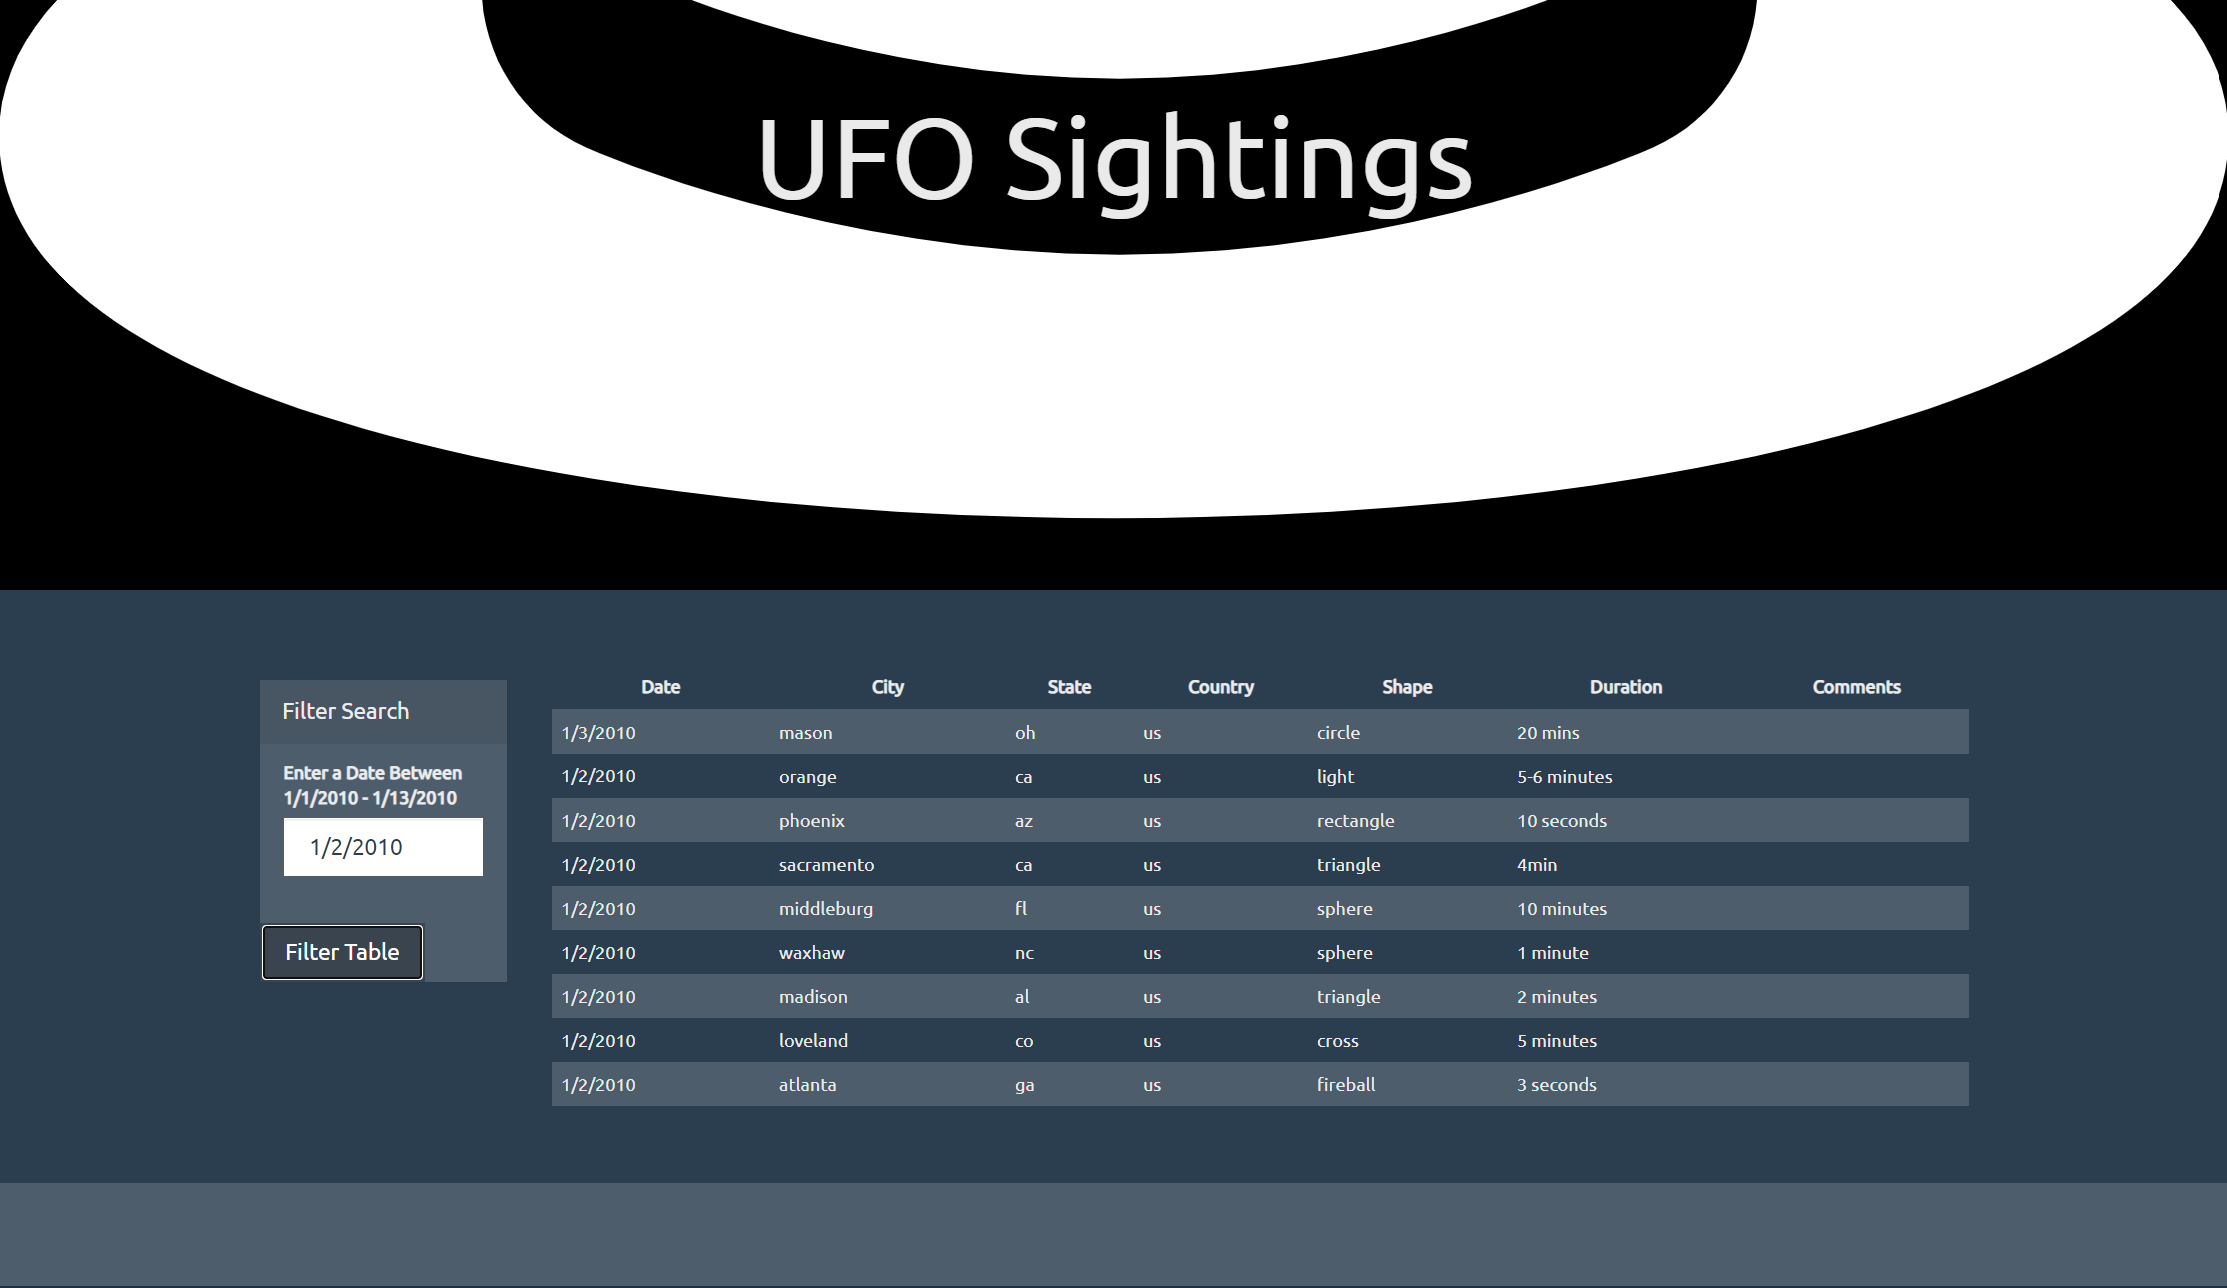 UFO Sightings
Filter Search
Enter a Date Between
1/1/2010 - 1/13/2010
1/2/2010
Filter Table
Date City State Country Shape Duration Comments
1/3/2010 mason oh us circle 20 mins
1/2/2010 orange ca us light 5-6 minutes
1/2/2010 phoenix az us rectangle 10 seconds
1/2/2010 sacramento ca us triangle 4min
1/2/2010 middleburg fl us sphere 10 minutes
1/2/2010 waxhaw nc us sphere 1 minute
1/2/2010 madison al us triangle 2 minutes
1/2/2010 loveland co us cross 5 minutes
1/2/2010 atlanta ga us fireball 3 seconds